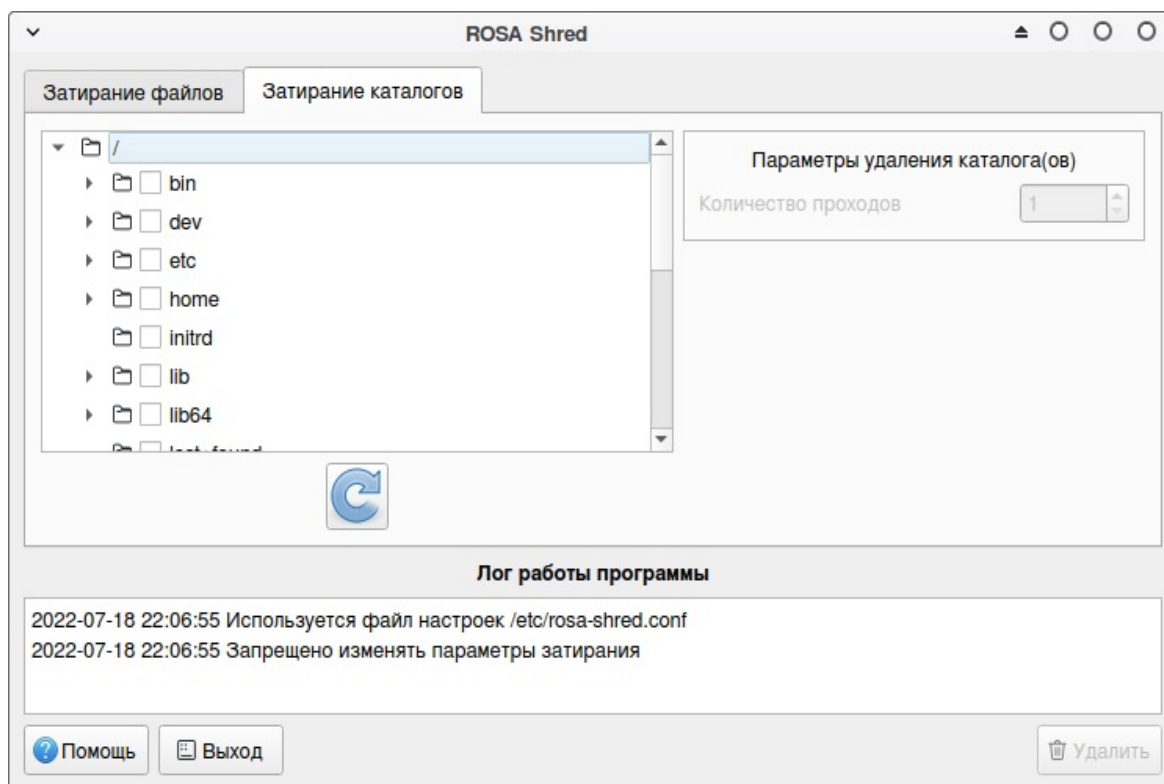 ROSA Shred
Затирание файлов
Затирание каталогов
/
bin
dev
etc
home
initrd
lib
lib64
Параметры удаления каталога(ов)
Количество проходов
1
Лог работы программы
2022-07-18 22:06:55 Используется файл настроек /etc/rosa-shred.conf
2022-07-18 22:06:55 Запрещено изменять параметры затирания
Помощь
Выход
Удалить